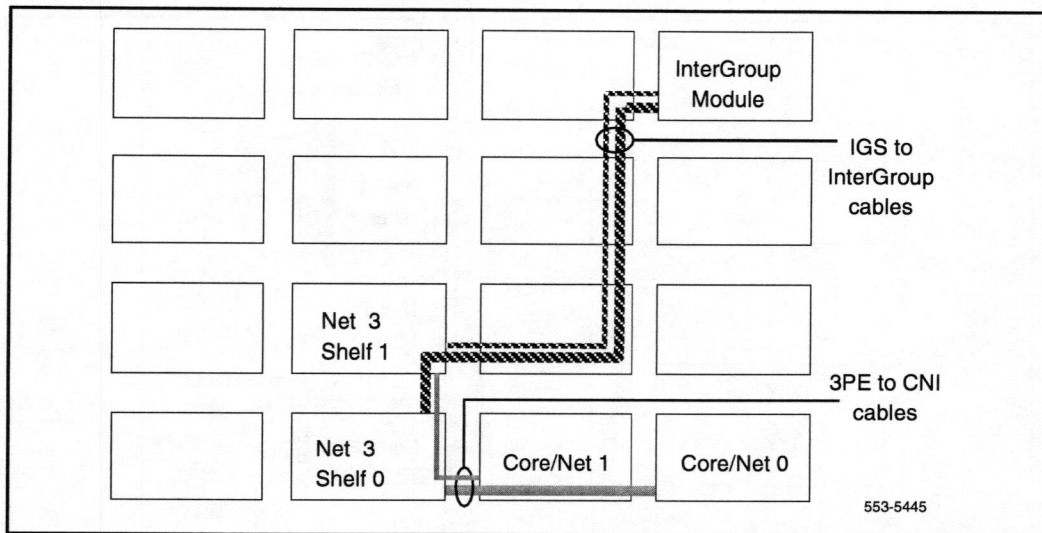 InterGroup
Module
IGS to
InterGroup
cables
Net 3
Shelf 1
3PE to CNI
cables
Net 3
Shelf 0
Core/Net 1
Core/Net 0
553-5445